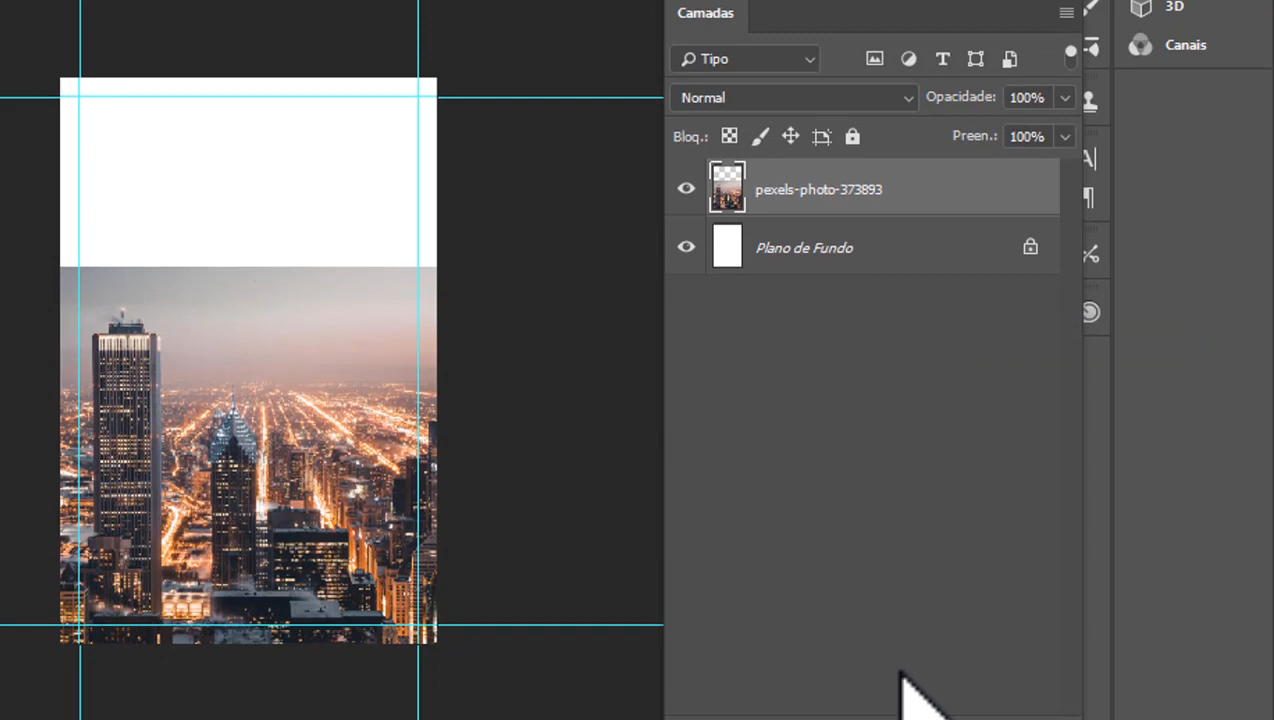 Camadas
3D
Canais
Tipo
Normal
Opacidade: 100%
Bloq.:
Preen.: 100%
pexels-photo-373893
Plano de Fundo